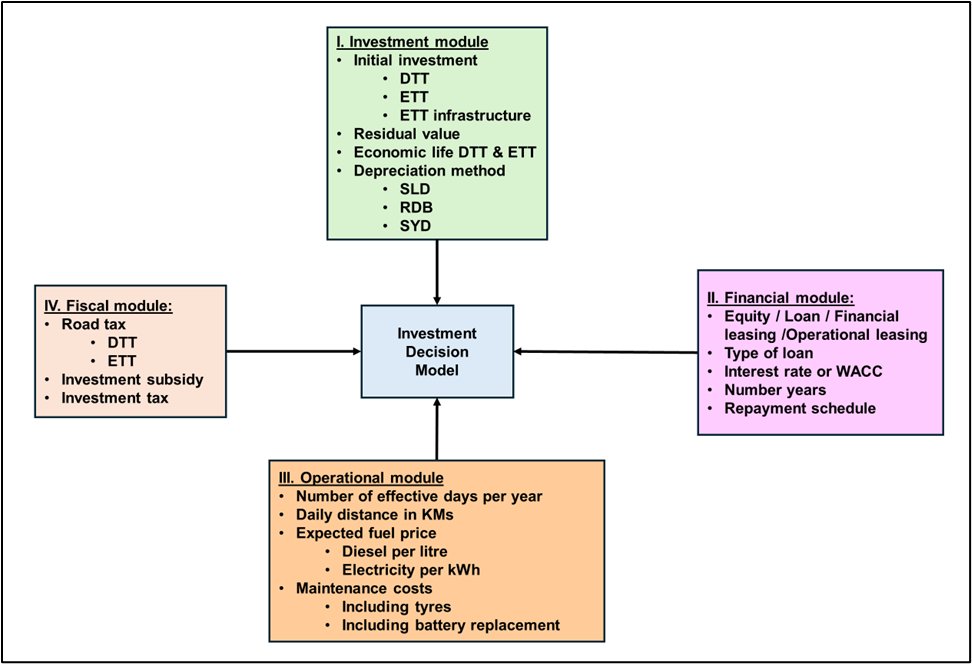 I. Investment module
• Initial investment
• DTT
• ETT
• ETT infrastructure
• Residual value
• Economic life DTT & ETT
• Depreciation method
• SLD
• RDB
• SYD
IV. Fiscal module:
• Road tax
• DTT
• ETT
• Investment subsidy
• Investment tax
Investment
Decision
Model
II. Financial module:
• Equity / Loan / Financial
leasing /Operational leasing
• Type of loan
• Interest rate or WACC
• Number years
• Repayment schedule
III. Operational module
• Number of effective days per year
• Daily distance in KMs
• Expected fuel price
• Diesel per litre
• Electricity per kWh
• Maintenance costs
• Including tyres
• Including battery replacement